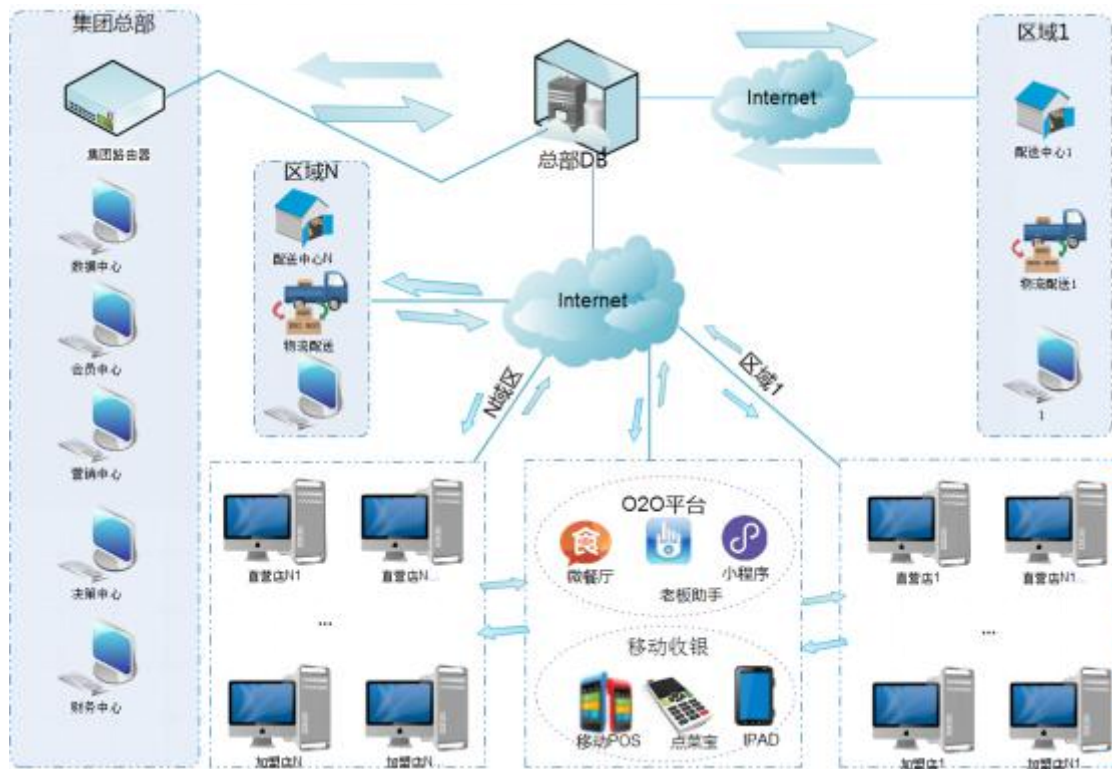 集团总部
集团路由器
数据中心
会员中心
营销中心
决策中心
财务中心
总部DB
Internet
区域1
配送中心1
物流配送1
1
区域N
配送中心N
物流配送
Internet
N域区
区域1
直营店N1
直营店N...
...
加盟店N
加盟店N
O2O平台
微餐厅
老板助手
小程序
移动收银
移动POS
点菜宝
IPAD
直营店1
直营店N1...
...
加盟店1
加盟店N1